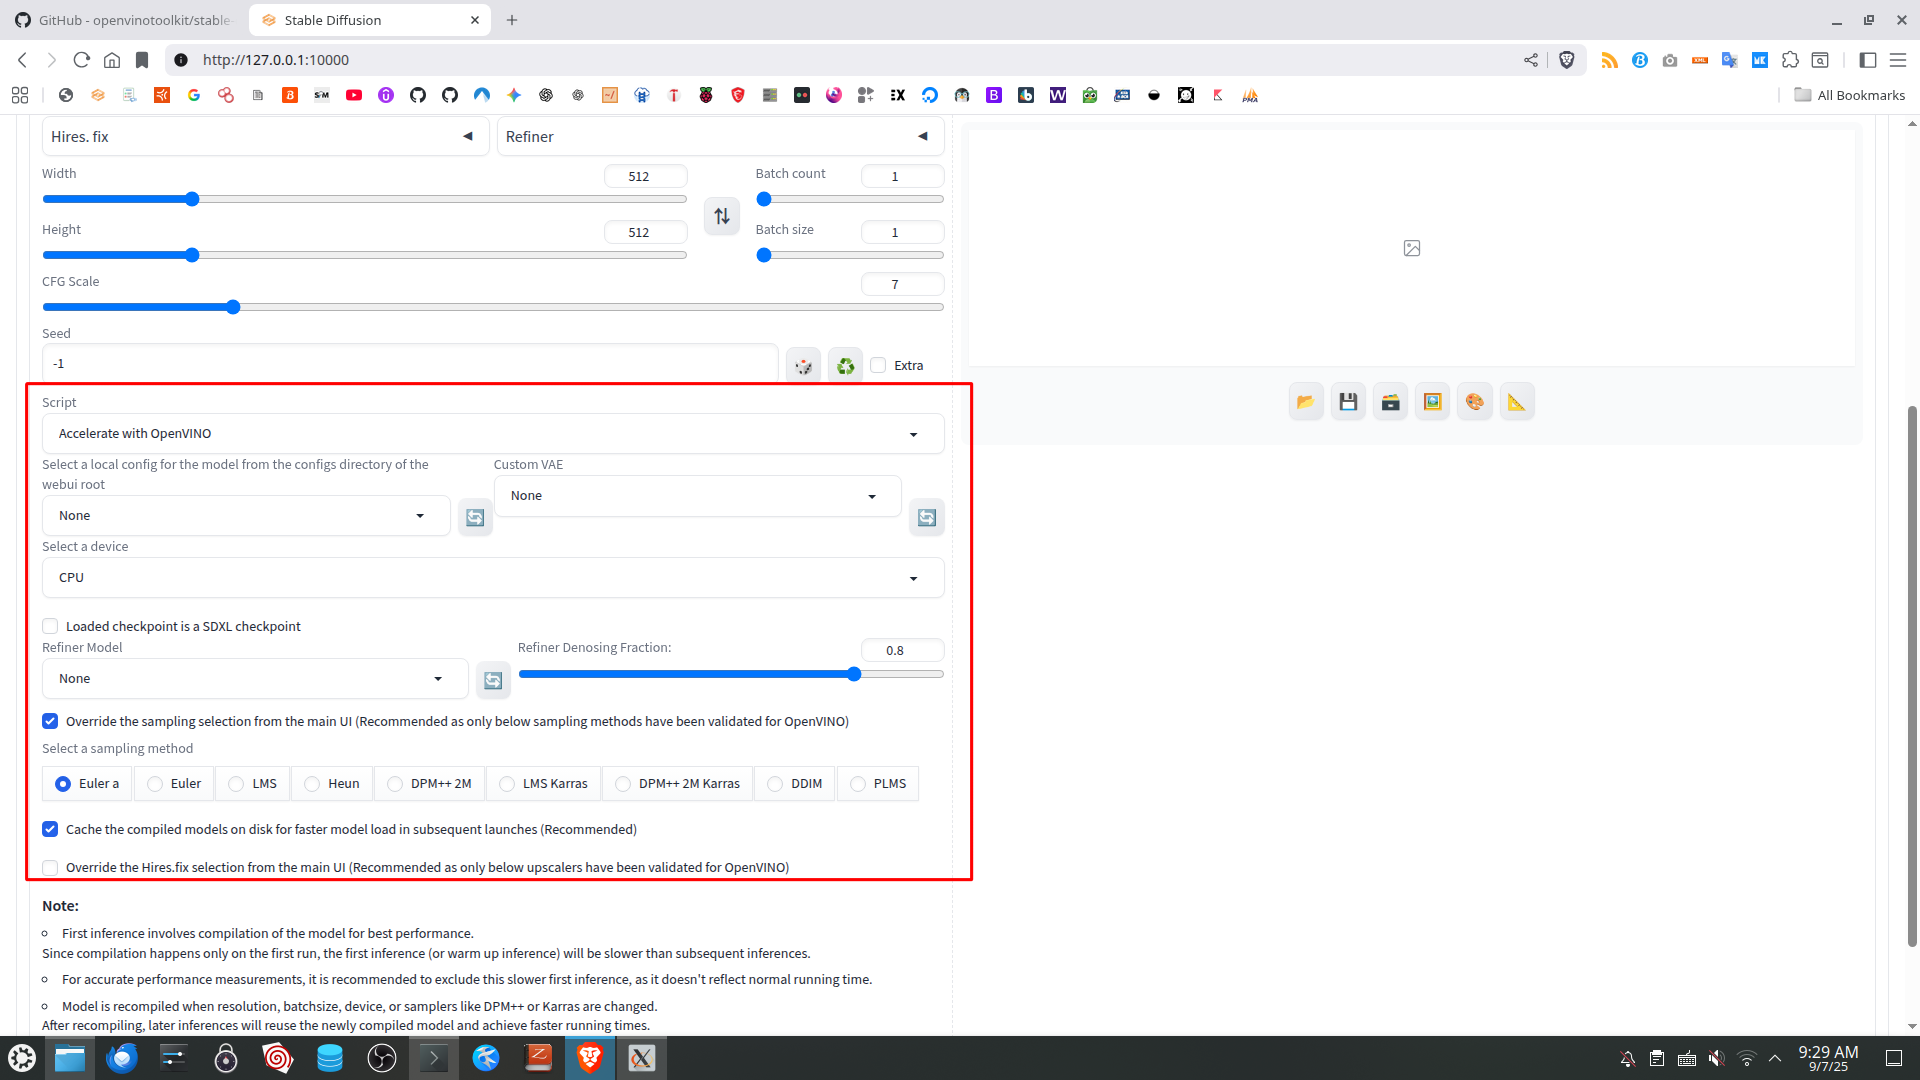 GitHub - openvinotoolkit/stable-
Stable Diffusion
http://127.0.0.1:10000
All Bookmarks
Hires. fix
Refiner
Width
512
Batch count
1
Height
512
Batch size
1
CFG Scale
7
Seed
-1
Extra
Script
Accelerate with OpenVINO
Select a local config for the model from the configs directory of the
webui root
Custom VAE
None
None
Select a device
CPU
Loaded checkpoint is a SDXL checkpoint
Refiner Model
Refiner Denosing Fraction:
0.8
None
Override the sampling selection from the main UI (Recommended as only below sampling methods have been validated for OpenVINO)
Select a sampling method
Euler a
Euler
LMS
Heun
DPM++ 2M
LMS Karras
DPM++ 2M Karras
DDIM
PLMS
Cache the compiled models on disk for faster model load in subsequent launches (Recommended)
Override the Hires.fix selection from the main UI (Recommended as only below upscalers have been validated for OpenVINO)
Note:
First inference involves compilation of the model for best performance.
Since compilation happens only on the first run, the first inference (or warm up inference) will be slower than subsequent inferences.
For accurate performance measurements, it is recommended to exclude this slower first inference, as it doesn't reflect normal running time.
Model is recompiled when resolution, batchsize, device, or samplers like DPM++ or Karras are changed.
After recompiling, later inferences will reuse the newly compiled model and achieve faster running times.
9:29 AM
9/7/25